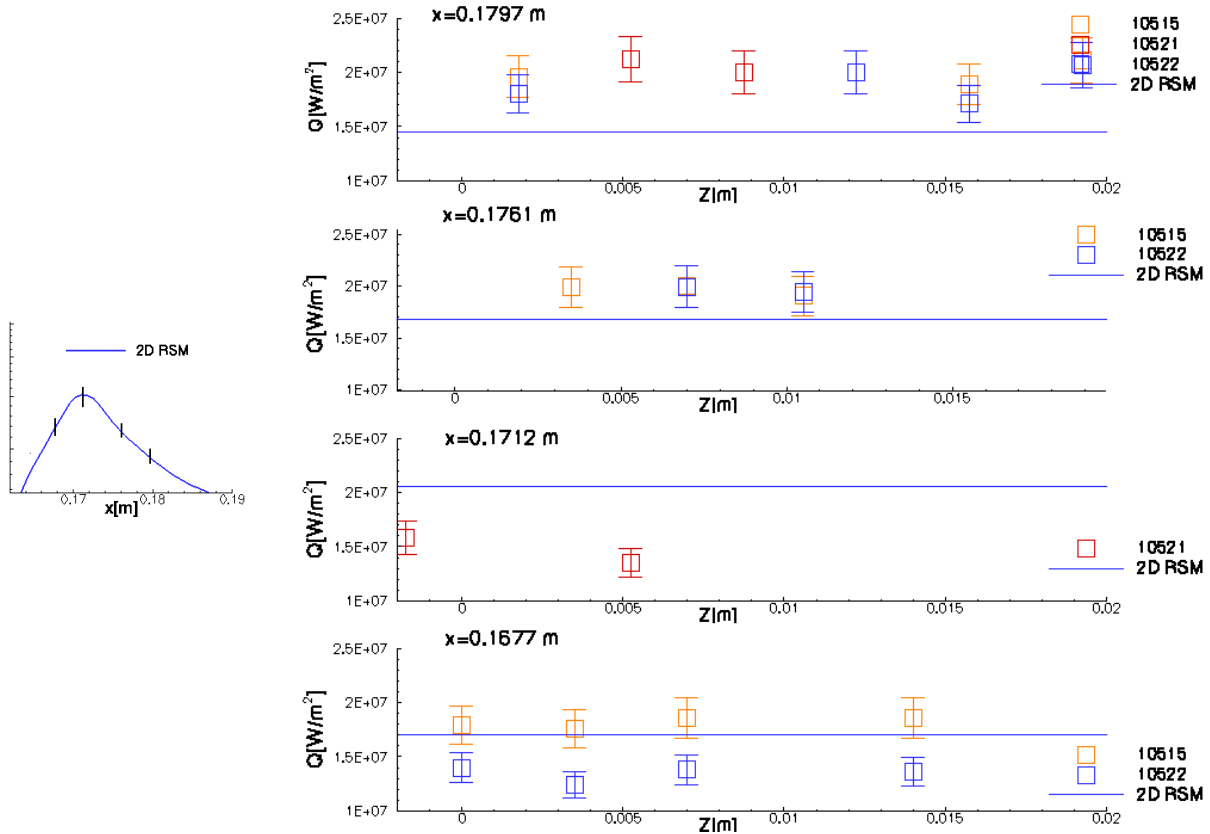 x=0.1797 m
2.5E+07
2E+07
1.5E+07
1E+07
Q[W/m²]
0
0.005
0.01
0.015
0.02
Z[m]
10515
10521
10522
2D RSM
x=0.1761 m
2.5E+07
2E+07
1.5E+07
1E+07
Q[W/m²]
0
0.005
0.01
0.015
Z[m]
10515
10522
2D RSM
2D RSM
0.17
0.18
0.19
x[m]
x=0.1712 m
2.5E+07
2E+07
1.5E+07
1E+07
Q[W/m²]
0
0.005
0.01
0.015
0.02
Z[m]
10521
2D RSM
x=0.1677 m
2.5E+07
2E+07
1.5E+07
1E+07
Q[W/m²]
0
0.005
0.01
0.015
0.02
Z[m]
10515
10522
2D RSM